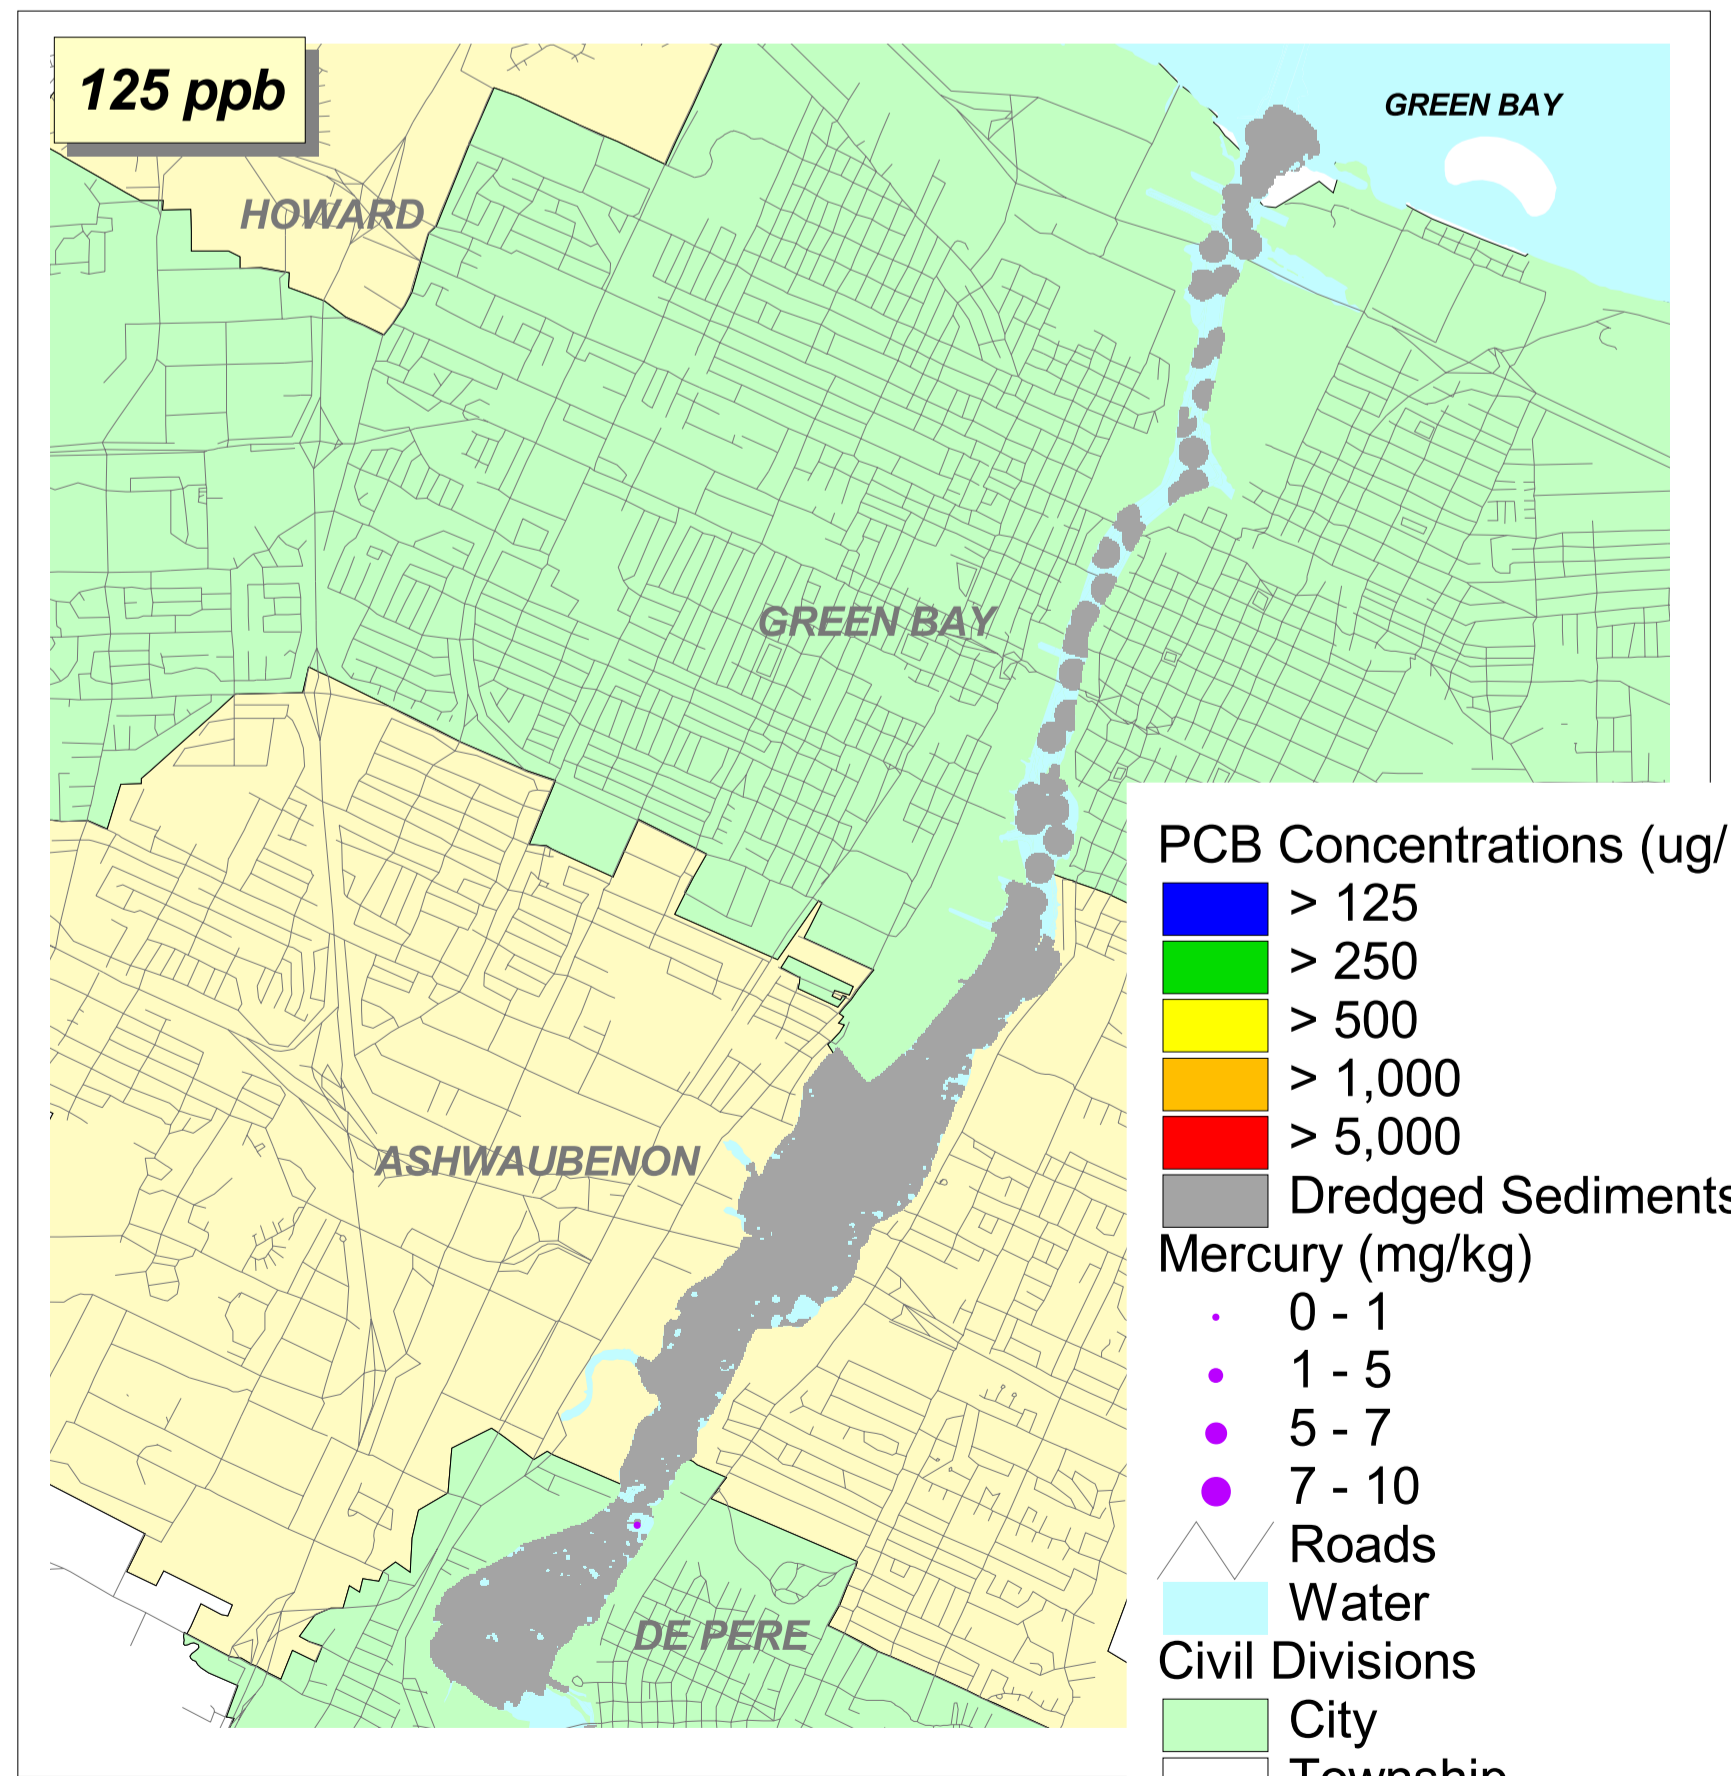 125 ppb
GREEN BAY
HOWARD
GREEN BAY
ASHWAUBENON
DE PERE
PCB Concentrations (ug/
> 125
> 250
> 500
> 1,000
> 5,000
Dredged Sediments
Mercury (mg/kg)
0 - 1
1 - 5
5 - 7
7 - 10
Roads
Water
Civil Divisions
City
Township